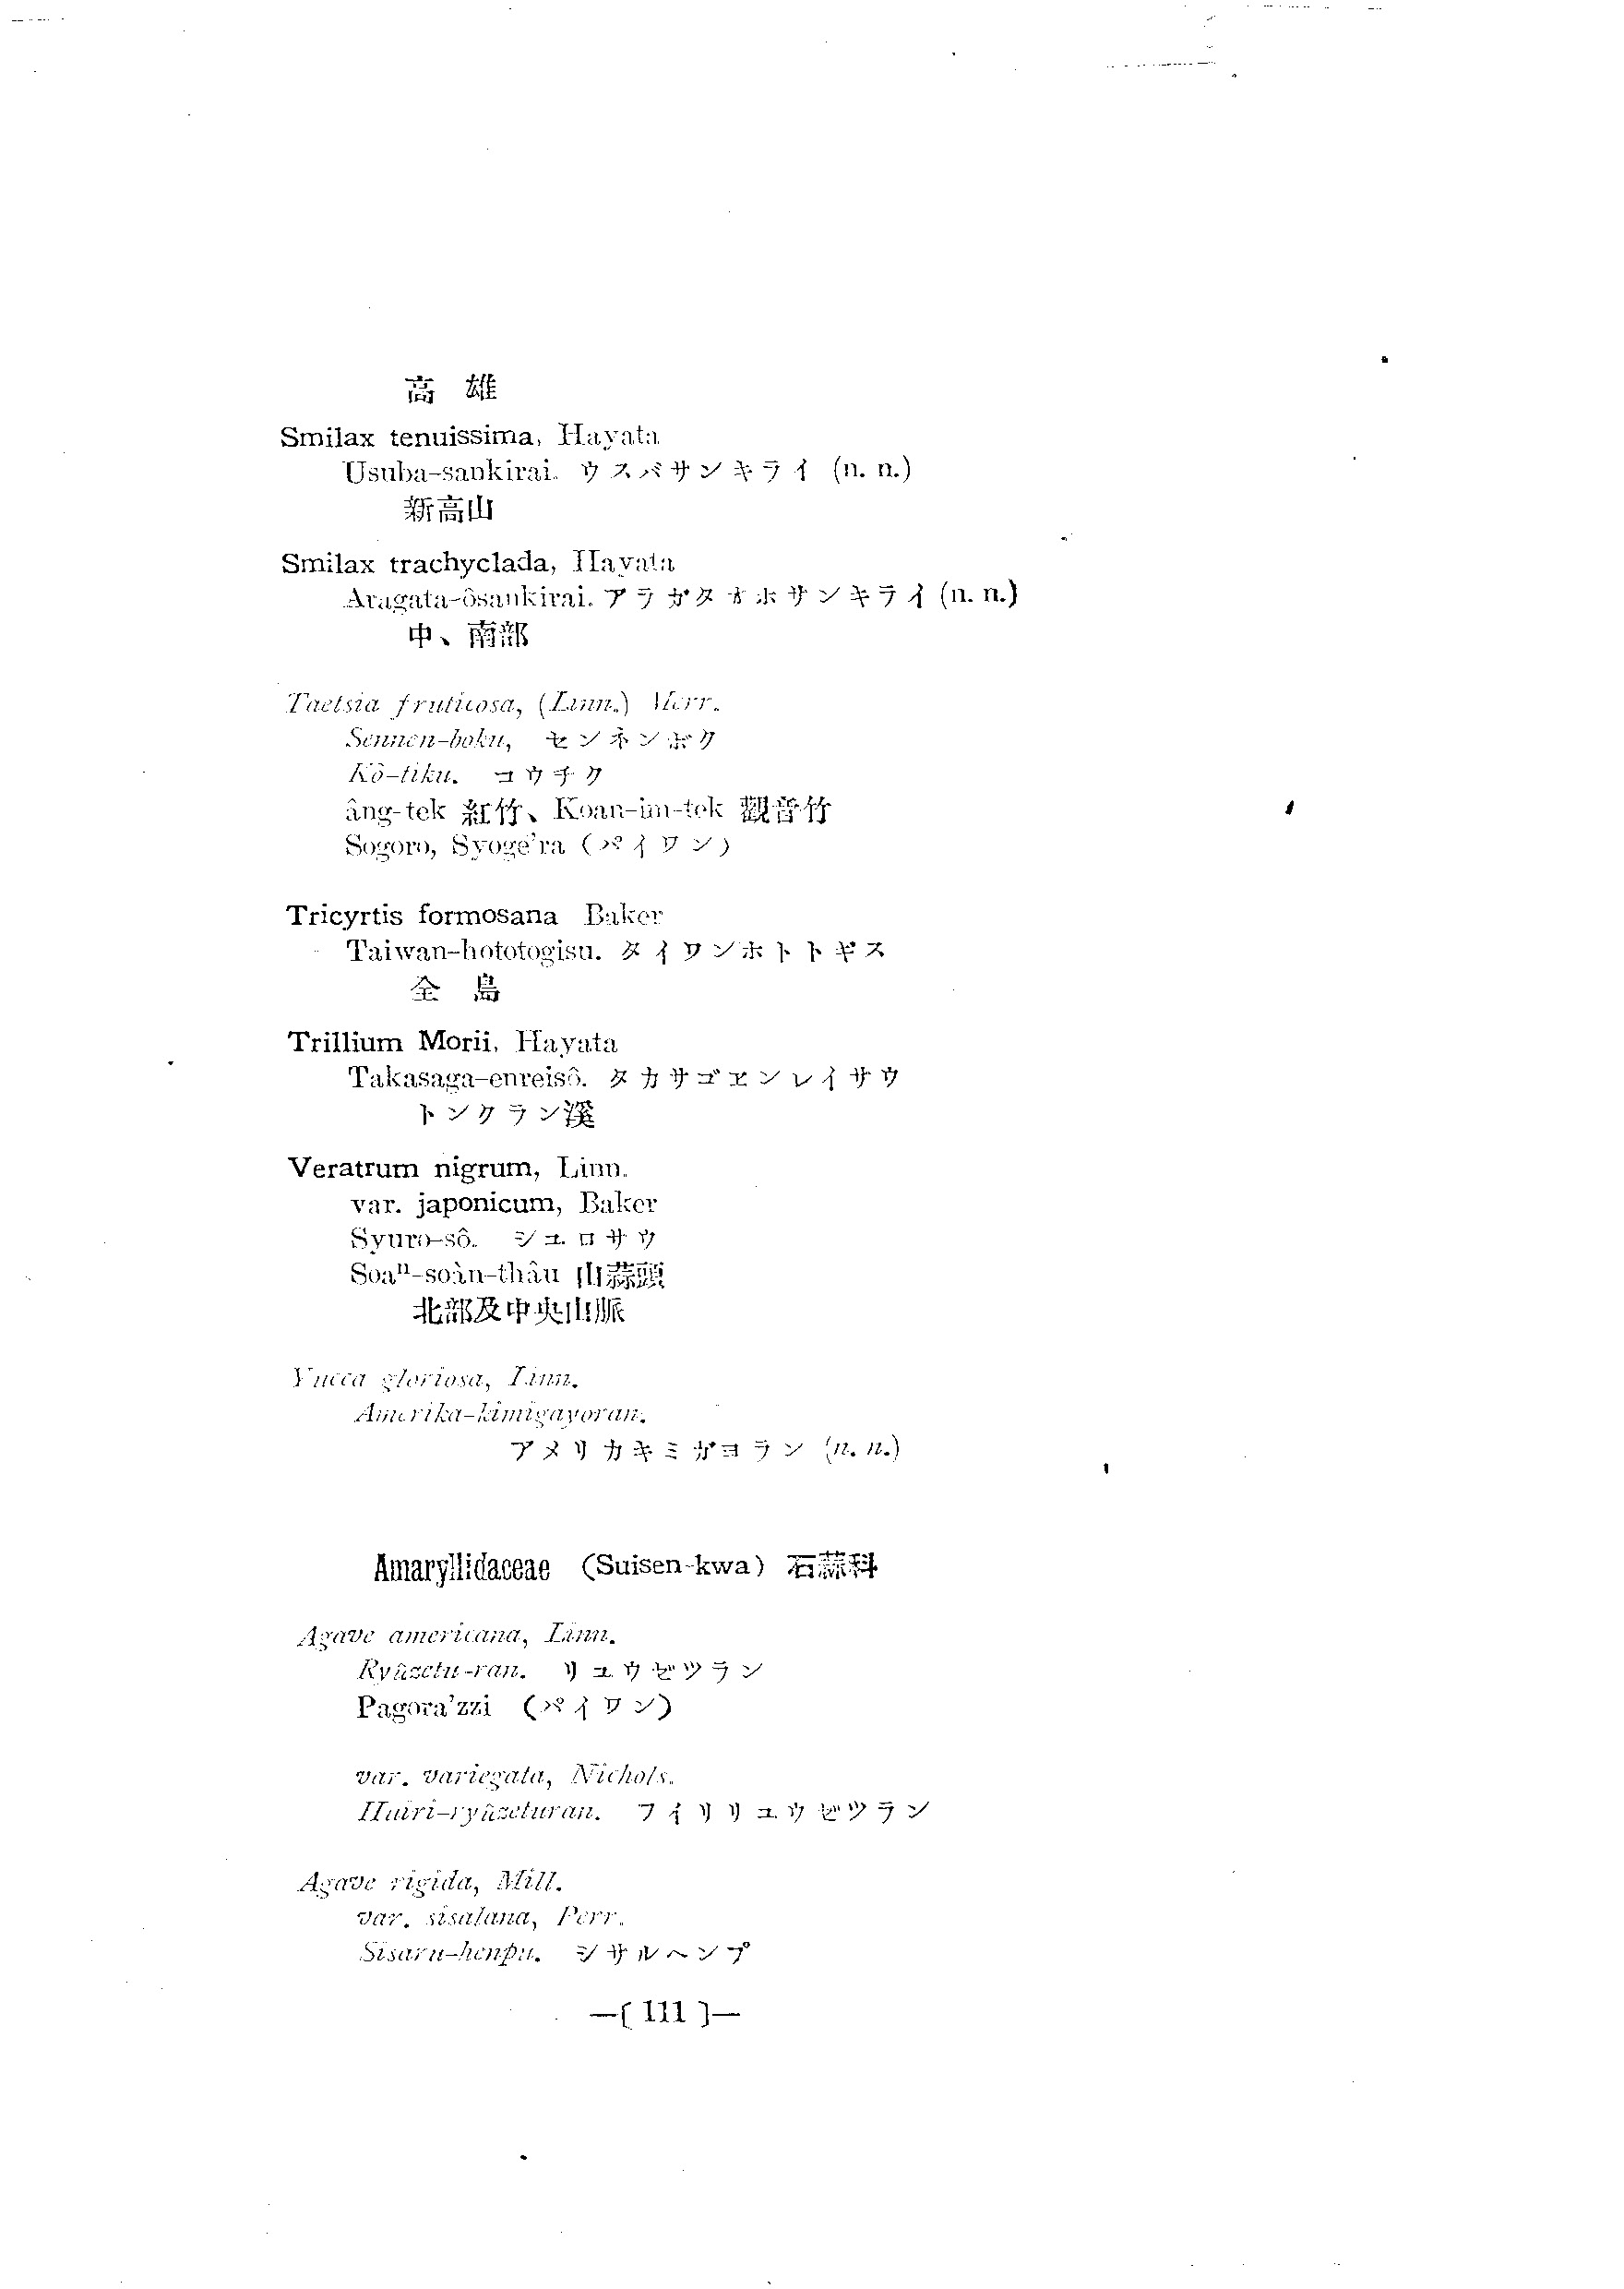 高 雄
Smilax tenuissima, Hayata
Usuba-sankirai. ウスバサンキライ (n. n.)
新高山
Smilax trachyclada, Hayata
Aragata-ôsankirai. アラガタオホサンキライ (n. n.)
中、南部
Taetsia fruticosa, (Linn.) Merr.
Sennen-boku, センネンボク
Kô-tiku. コウチク
âng-tek 紅竹、Koan-im-tek 觀音竹
Sogoro, Syoge'ra (パイワン)
Tricyrtis formosana Baker
Taiwan-hototogisu. タイワンホトトギス
全 島
Trillium Morii, Hayata
Takasaga-enreisô. タカサゴエンレイサウ
トンクラン溪
Veratrum nigrum, Linn.
var. japonicum, Baker
Syuro-sô. シュロサウ
Soaⁿ-soàn-thâu 山蒜頭
北部及中央山脈
Yucca gloriosa, Linn.
Amerika-kimigayoran.
アメリカキミガヨラン (n. n.)
Amaryllidaceae (Suisen-kwa) 石蒜科
Agave americana, Linn.
Ryûzetu-ran. リュウゼツラン
Pagora'zzi (パイワン)
var. variegata, Nichols.
Huiri-ryûzeturan. フイリリュウゼツラン
Agave rigida, Mill.
var. sisalana, Perr.
Sisaru-henpu. シサルヘンプ
—( 111 )—